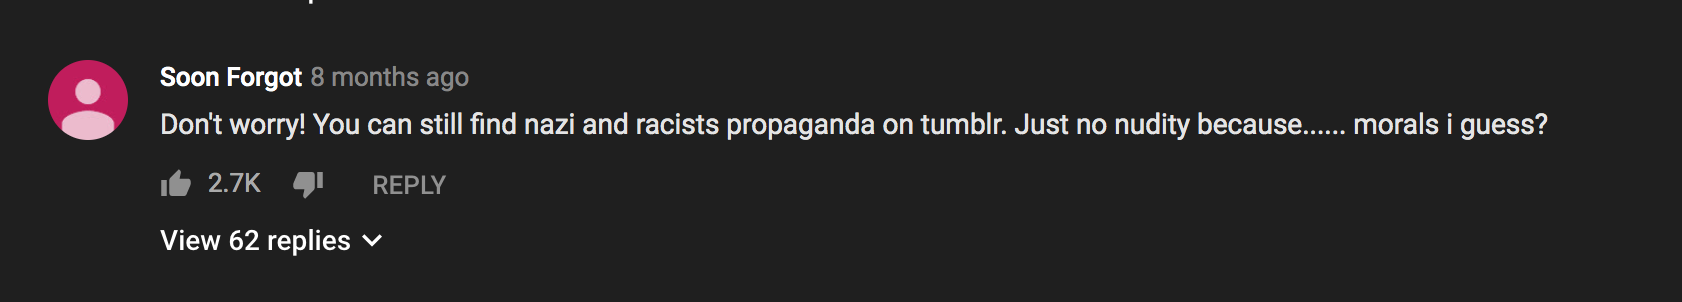 Soon Forgot 8 months ago
Don't worry! You can still find nazi and racists propaganda on tumblr. Just no nudity because...... morals i guess?
2.7K REPLY
View 62 replies